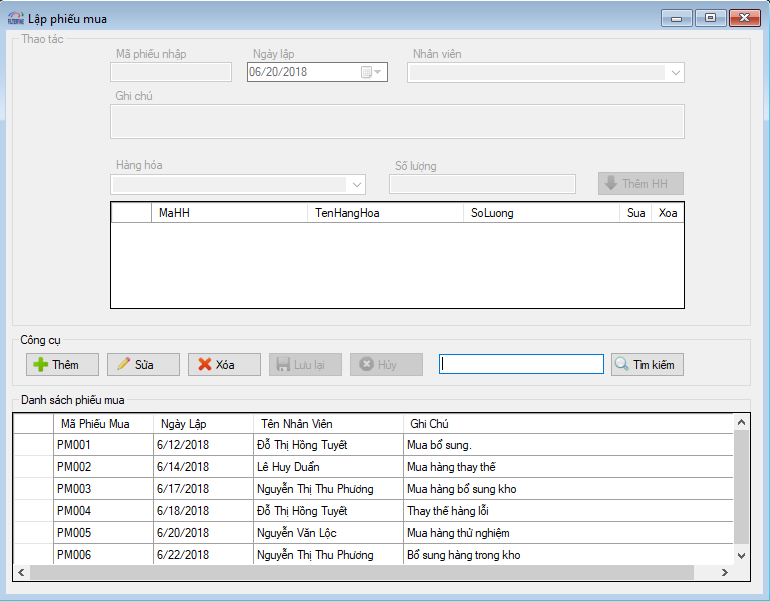 Lập phiếu mua
Thao tác
Mã phiếu nhập Ngày lập Nhân viên
06/20/2018
Ghi chú
Hàng hóa Số lượng
Thêm HH
MaHH TenHangHoa SoLuong Sua Xoa
Công cụ
Thêm Sửa Xóa Lưu lại Hủy Tìm kiếm
Danh sách phiếu mua
Mã Phiếu Mua Ngày Lập Tên Nhân Viên Ghi Chú
PM001 6/12/2018 Đỗ Thị Hồng Tuyết Mua bổ sung.
PM002 6/14/2018 Lê Huy Duẩn Mua hàng thay thế
PM003 6/17/2018 Nguyễn Thị Thu Phương Mua hàng bổ sung kho
PM004 6/18/2018 Đỗ Thị Hồng Tuyết Thay thế hàng lỗi
PM005 6/20/2018 Nguyễn Văn Lộc Mua hàng thử nghiệm
PM006 6/22/2018 Nguyễn Thị Thu Phương Bổ sung hàng trong kho